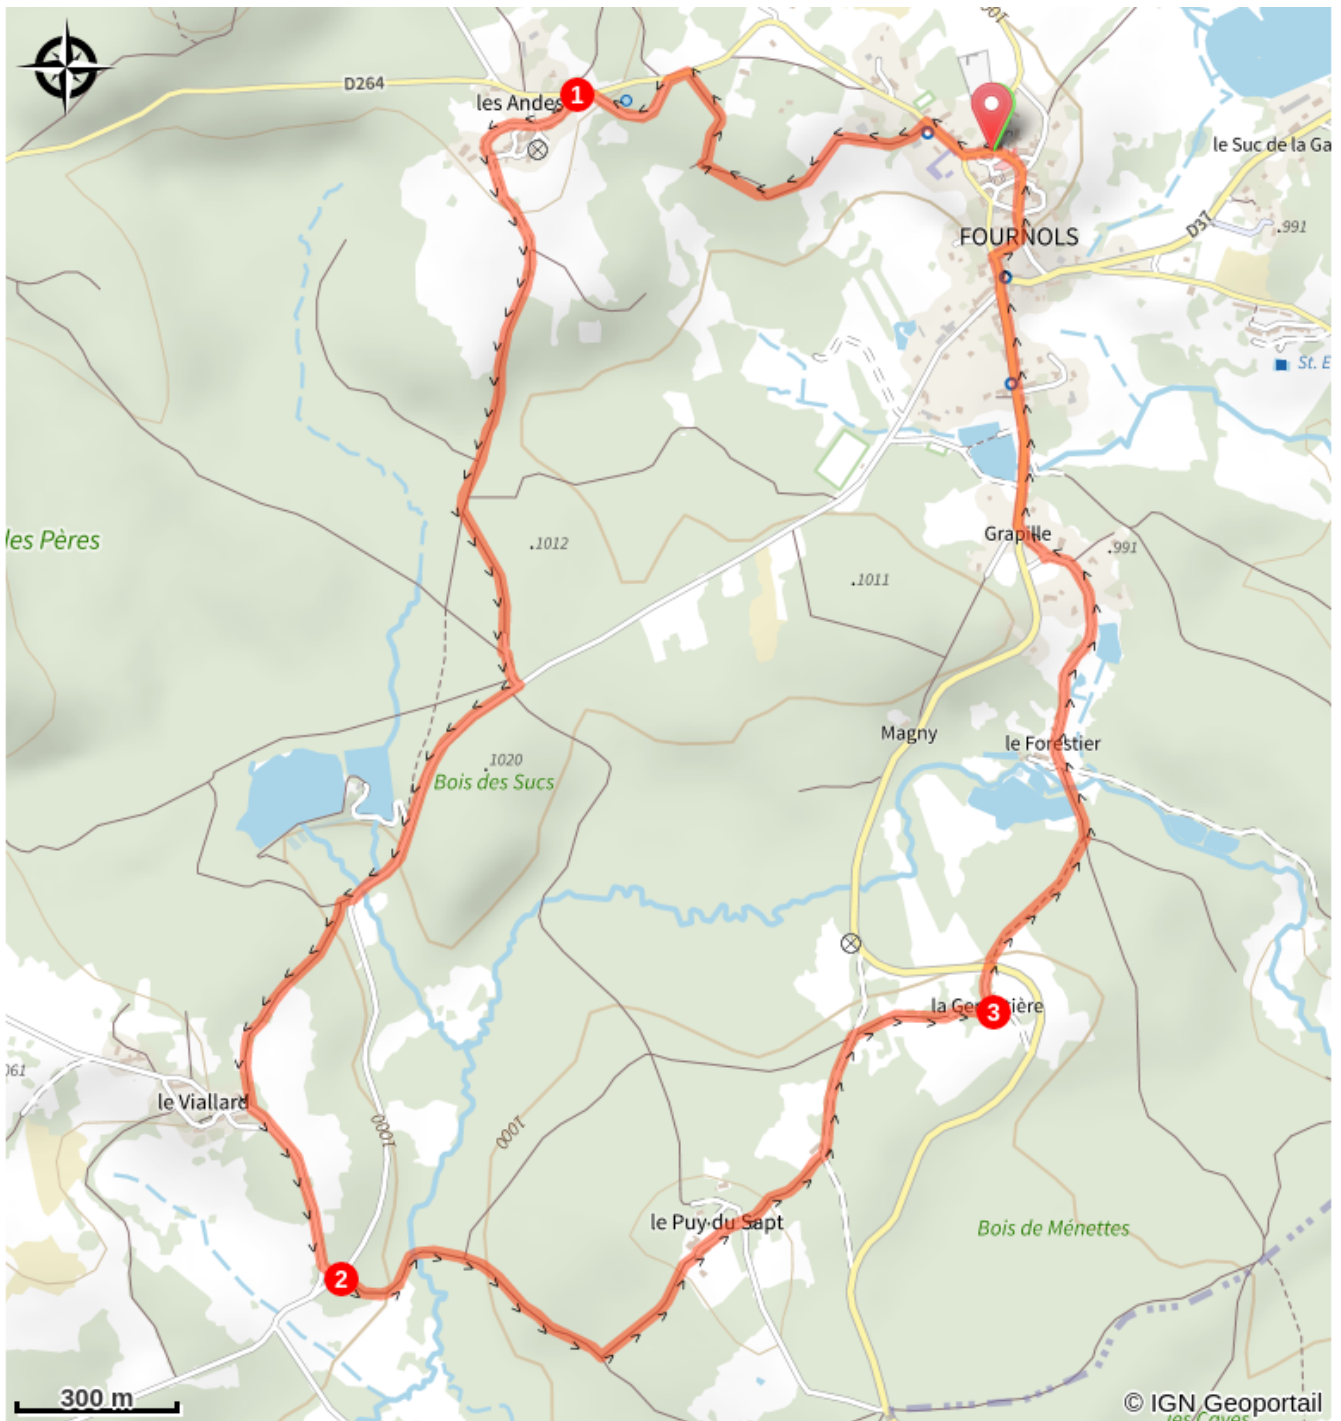 D264
les Andes
1
le Suc de la Ga
D37
991
FOURNOLS
St. E
les Pères
1012
Grapille
991
1011
Magny
le Forestier
1020
Bois des Sucs
3
061
le Viallard
1000
1000
le Puy du Sapt
Bois de Ménettes
2
300 m
© IGN Geoportail